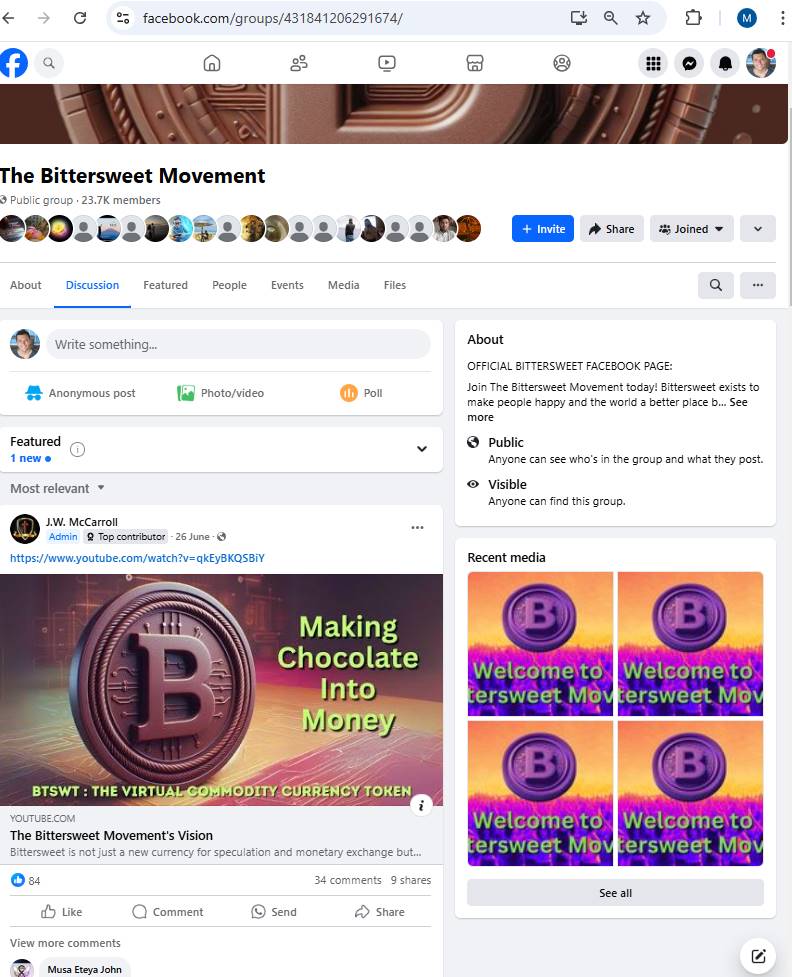 facebook.com/groups/431841206291674/
M
The Bittersweet Movement
Public group · 23.7K members
+ Invite
Share
Joined
About
Discussion
Featured
People
Events
Media
Files
Write something...
Anonymous post
Photo/video
Poll
Featured
1 new
Most relevant
J.W. McCarroll
Admin Top contributor · 26 June ·
https://www.youtube.com/watch?v=qkEyBKQSBiY
B
Making
Chocolate
Into
Money
BTSWT : THE VIRTUAL COMMODITY CURRENCY TOKEN
YOUTUBE.COM
The Bittersweet Movement's Vision
Bittersweet is not just a new currency for speculation and monetary exchange but...
84
34 comments 9 shares
Like
Comment
Send
Share
View more comments
Musa Eteya John
About
OFFICIAL BITTERSWEET FACEBOOK PAGE:
Join The Bittersweet Movement today! Bittersweet exists to
make people happy and the world a better place b... See
more
Public
Anyone can see who's in the group and what they post.
Visible
Anyone can find this group.
Recent media
B
Welcome to
tersweet Mov
B
Welcome to
tersweet Mov
B
Welcome to
tersweet Mov
B
Welcome to
tersweet Mov
See all